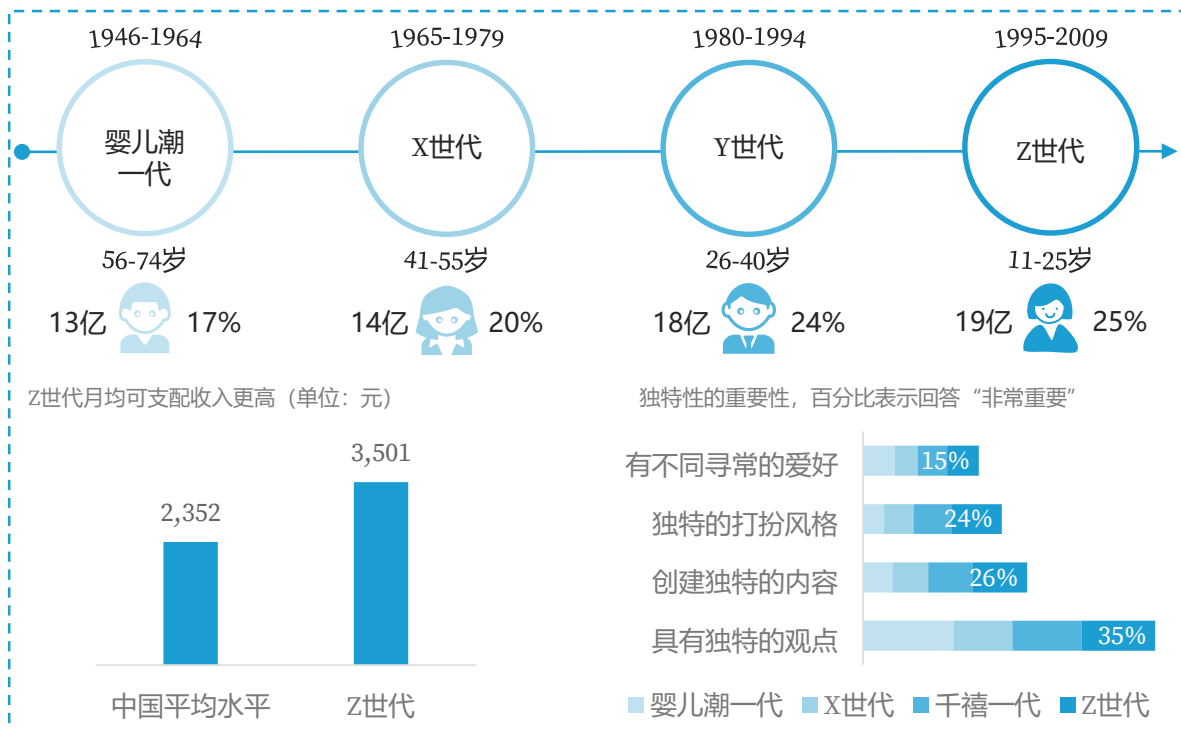 1946-1964
1965-1979
1980-1994
1995-2009
婴儿潮
一代
X世代
Y世代
Z世代
56-74岁
41-55岁
26-40岁
11-25岁
13亿
17%
14亿
20%
18亿
24%
19亿
25%
Z世代月均可支配收入更高（单位：元）
3,501
2,352
中国平均水平
Z世代
独特性的重要性，百分比表示回答“非常重要”
有不同寻常的爱好
15%
独特的打扮风格
24%
创建独特的内容
26%
具有独特的观点
35%
婴儿潮一代
X世代
千禧一代
Z世代